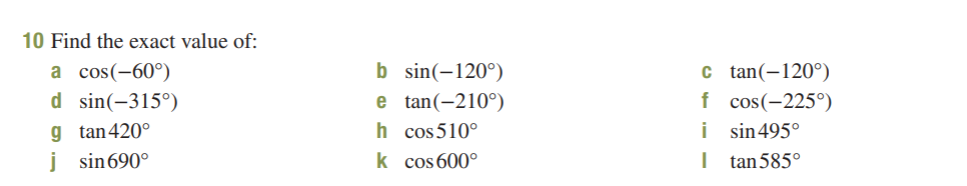 10 Find the exact value of:
a cos(−60°) b sin(−120°) c tan(−120°)
d sin(−315°) e tan(−210°) f cos(−225°)
g tan 420° h cos 510° i sin 495°
j sin 690° k cos 600° l tan 585°